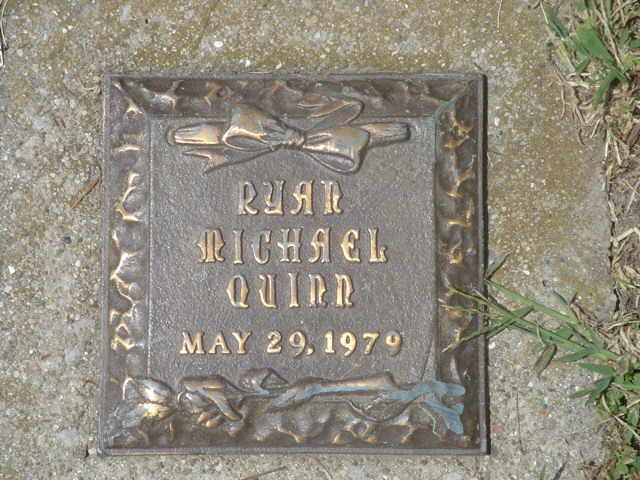 RYAN
MICHAEL
QUINN
MAY 29, 1979